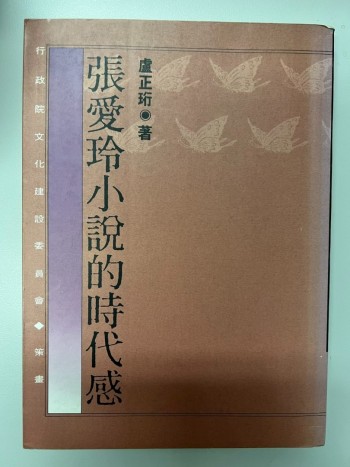 盧正珩◉著
張愛玲小說的時代感
行政院文化建設委員會◆策畫